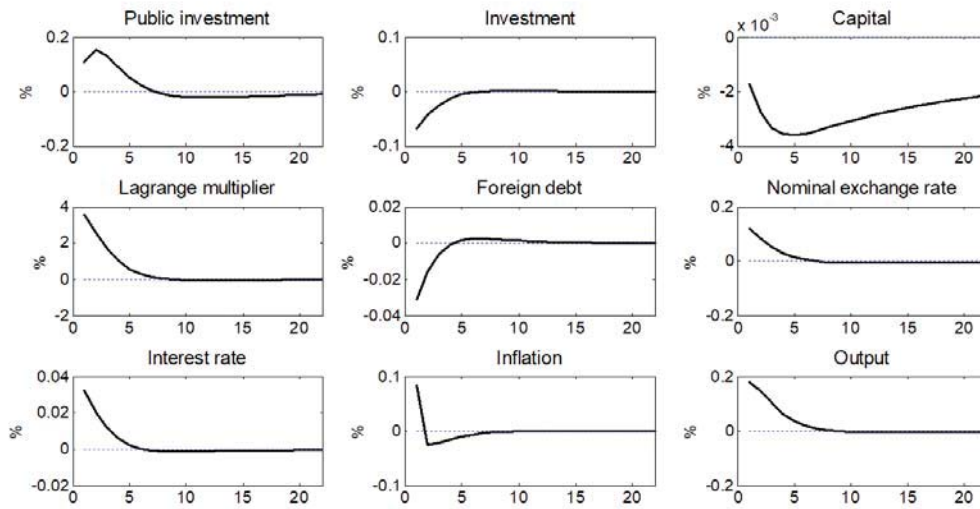 Public investment
Investment
Capital
x 10⁻³
0.2
0
-0.2
%
0 5 10 15 20
0.1
0
-0.1
%
0 5 10 15 20
0
-2
-4
%
0 5 10 15 20
Lagrange multiplier
Foreign debt
Nominal exchange rate
4
2
0
-2
%
0 5 10 15 20
0.02
0
-0.02
-0.04
%
0 5 10 15 20
0.2
0
-0.2
%
0 5 10 15 20
Interest rate
Inflation
Output
0.04
0.02
0
-0.02
%
0 5 10 15 20
0.1
0
-0.1
%
0 5 10 15 20
0.2
0
-0.2
%
0 5 10 15 20